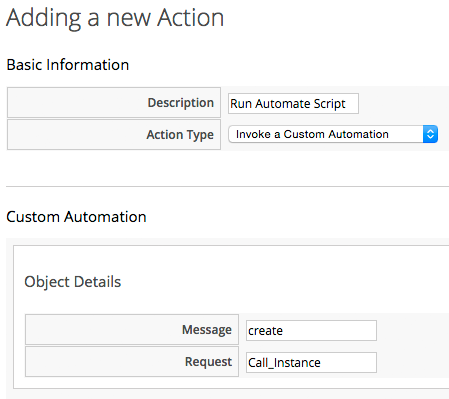 Adding a new Action
Basic Information
Description Run Automate Script
Action Type Invoke a Custom Automation
Custom Automation
Object Details
Message create
Request Call_Instance